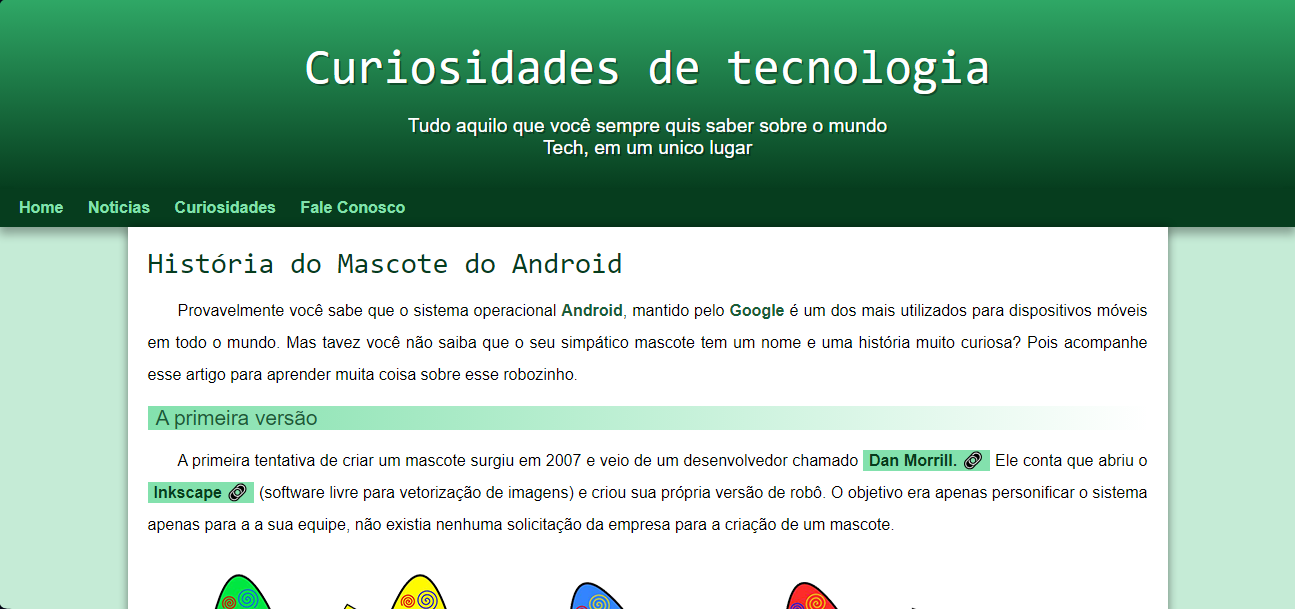 Curiosidades de tecnologia
Tudo aquilo que você sempre quis saber sobre o mundo
Tech, em um unico lugar
Home Noticias Curiosidades Fale Conosco
História do Mascote do Android
Provavelmente você sabe que o sistema operacional Android, mantido pelo Google é um dos mais utilizados para dispositivos móveis
em todo o mundo. Mas tavez você não saiba que o seu simpático mascote tem um nome e uma história muito curiosa? Pois acompanhe
esse artigo para aprender muita coisa sobre esse robozinho.
A primeira versão
A primeira tentativa de criar um mascote surgiu em 2007 e veio de um desenvolvedor chamado Dan Morrill. Ele conta que abriu o
Inkscape (software livre para vetorização de imagens) e criou sua própria versão de robô. O objetivo era apenas personificar o sistema
apenas para a a sua equipe, não existia nenhuma solicitação da empresa para a criação de um mascote.